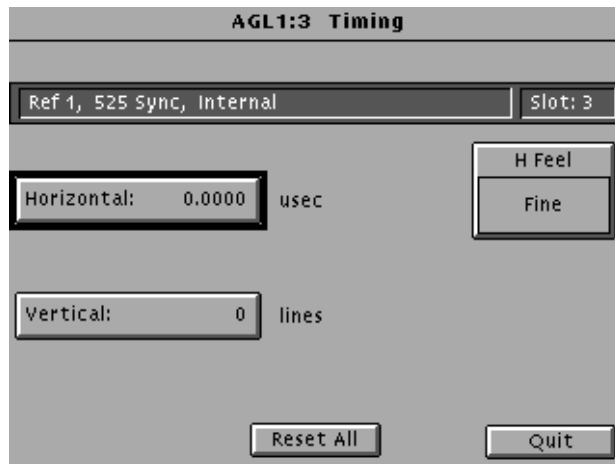 AGL1:3 Timing
Ref 1, 525 Sync, Internal Slot: 3
H Feel
Horizontal: 0.0000 usec Fine
Vertical: 0 lines
Reset All Quit